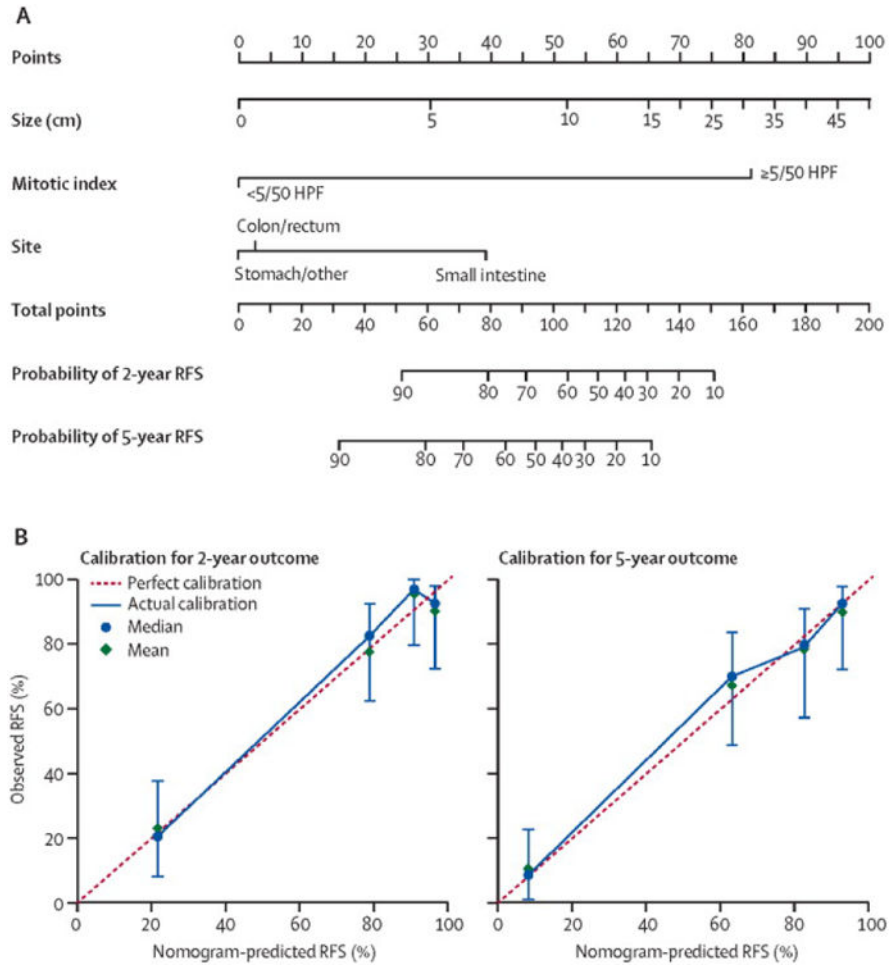 A
Points
0 10 20 30 40 50 60 70 80 90 100
Size (cm)
0 5 10 15 25 35 45
Mitotic index
<5/50 HPF
≥5/50 HPF
Colon/rectum
Site
Stomach/other
Small intestine
Total points
0 20 40 60 80 100 120 140 160 180 200
Probability of 2-year RFS
90 80 70 60 50 40 30 20 10
Probability of 5-year RFS
90 80 70 60 50 40 30 20 10
B
Calibration for 2-year outcome
Perfect calibration
Actual calibration
Median
Mean
Observed RFS (%)
100
80
60
40
20
0
0 20 40 60 80 100
Nomogram-predicted RFS (%)
Calibration for 5-year outcome
0 20 40 60 80 100
Nomogram-predicted RFS (%)